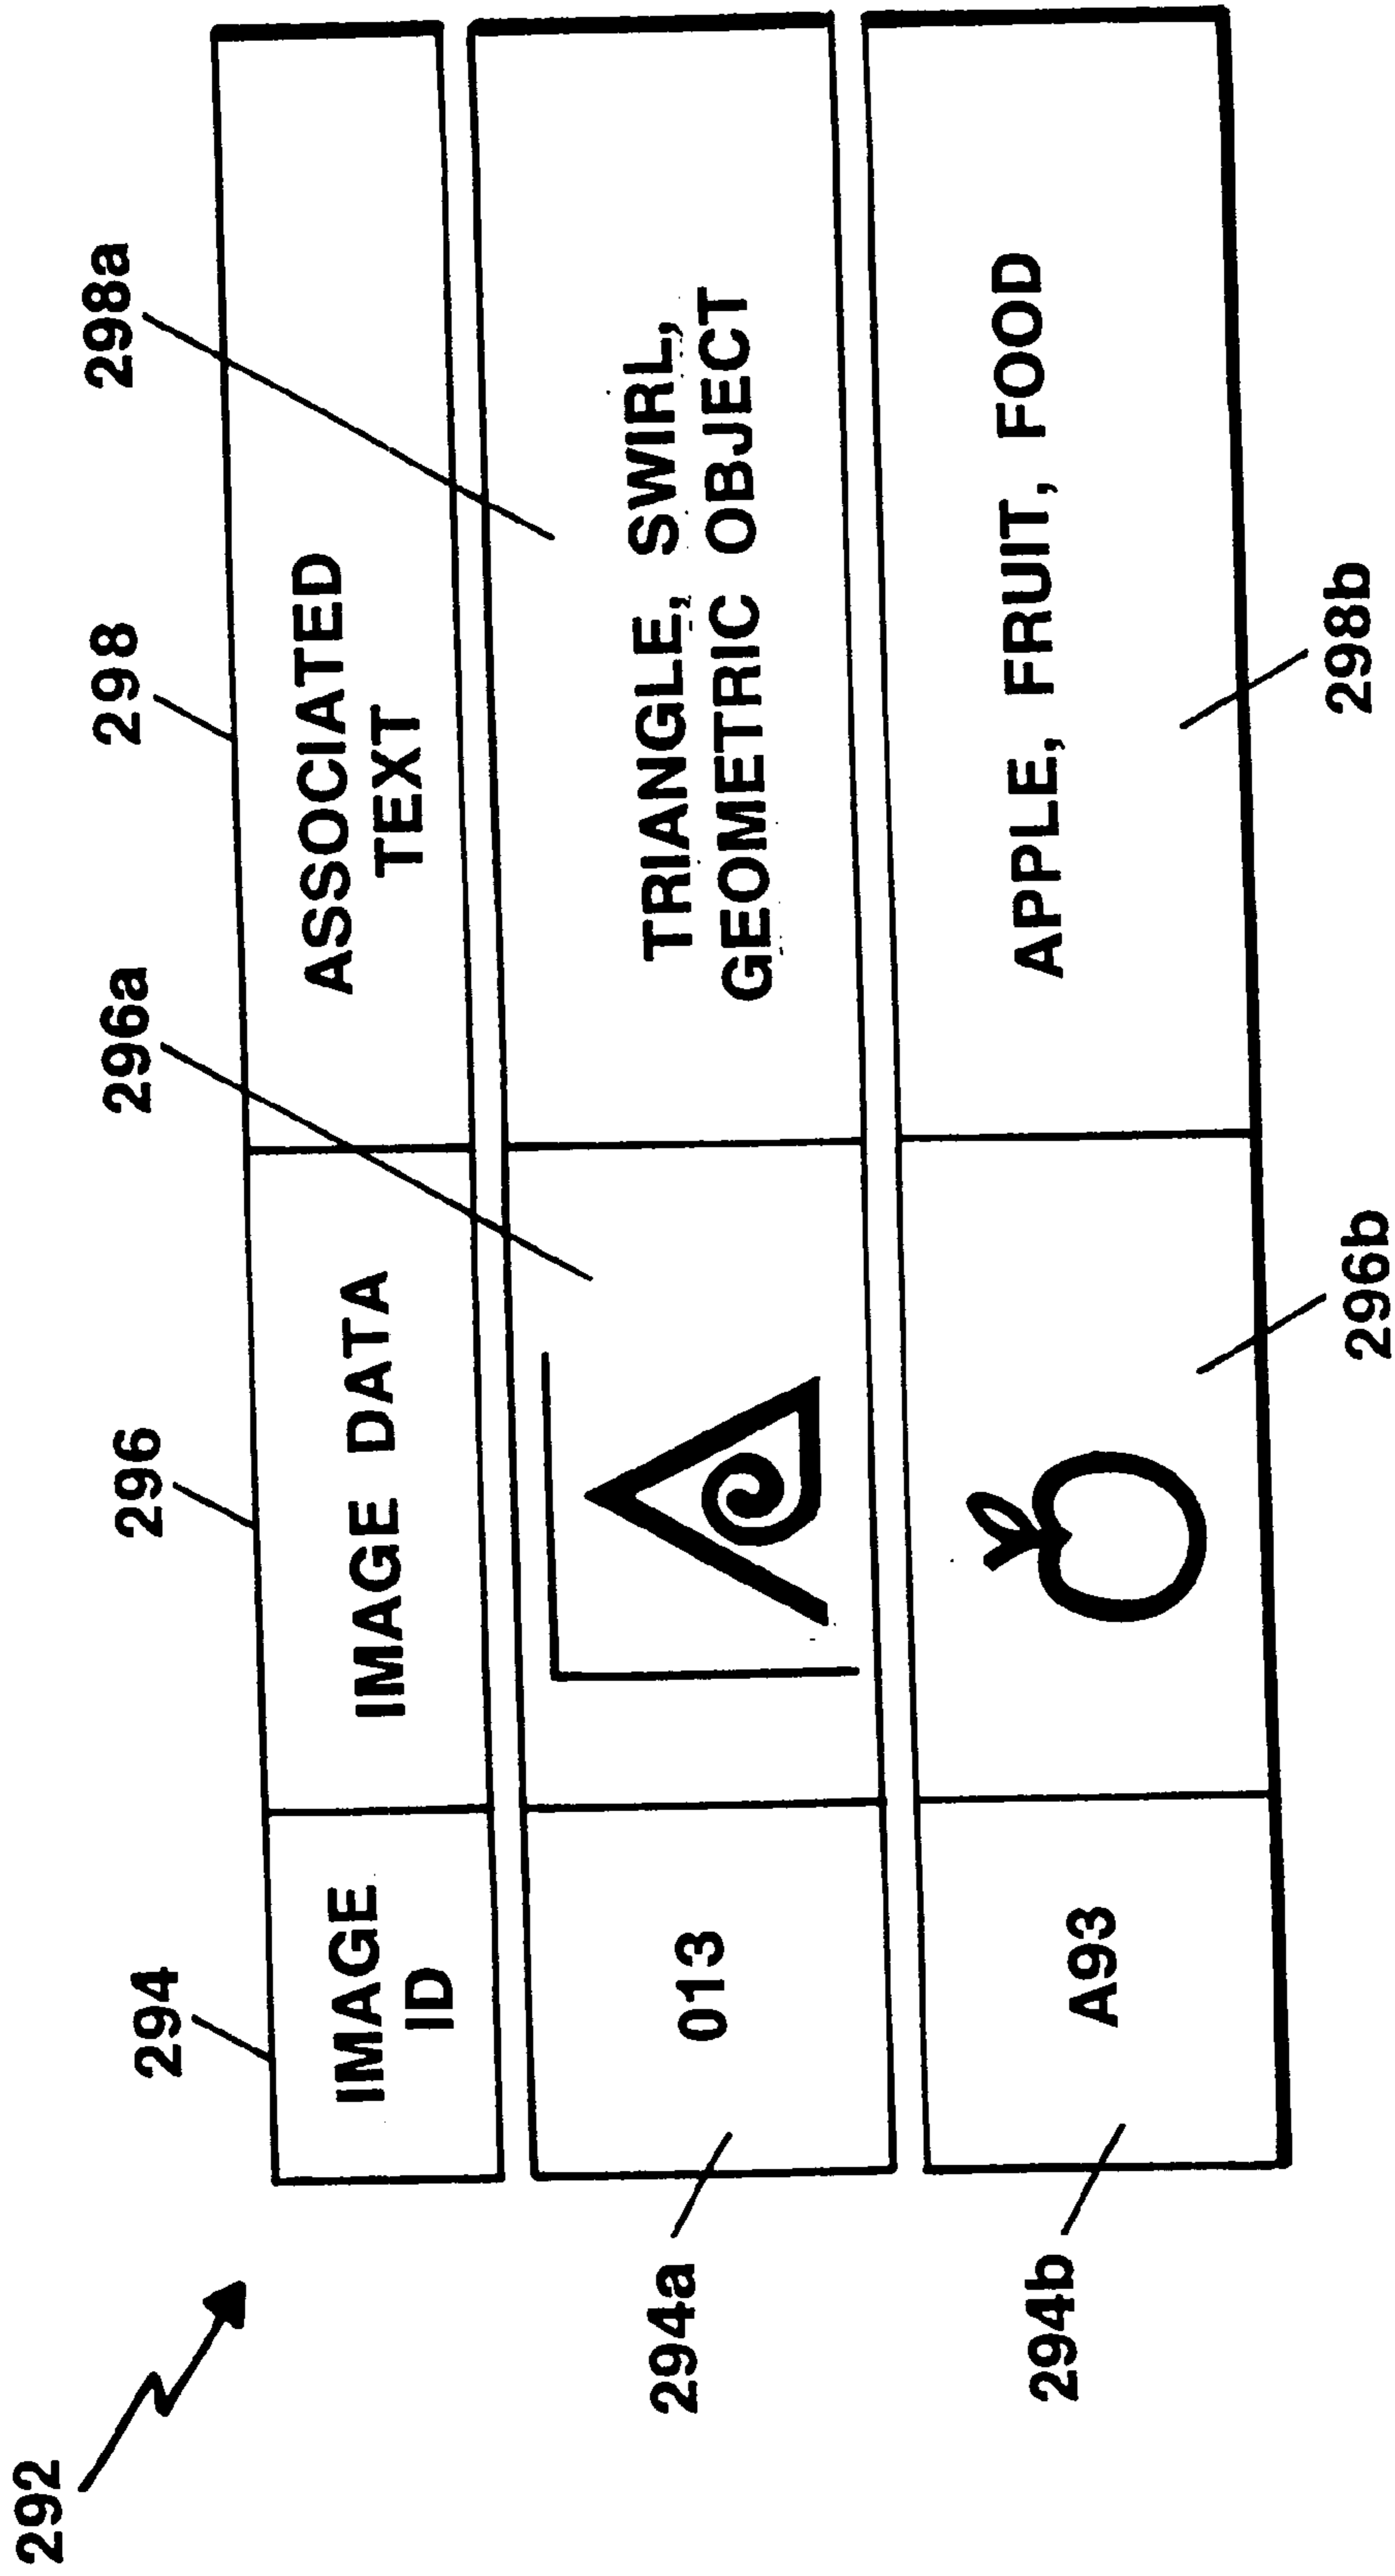 292
294
296
296a
298
298a
IMAGE
ID
IMAGE DATA
ASSOCIATED
TEXT
294a
013
TRIANGLE, SWIRL,
GEOMETRIC OBJECT
294b
A93
APPLE, FRUIT, FOOD
296b
298b